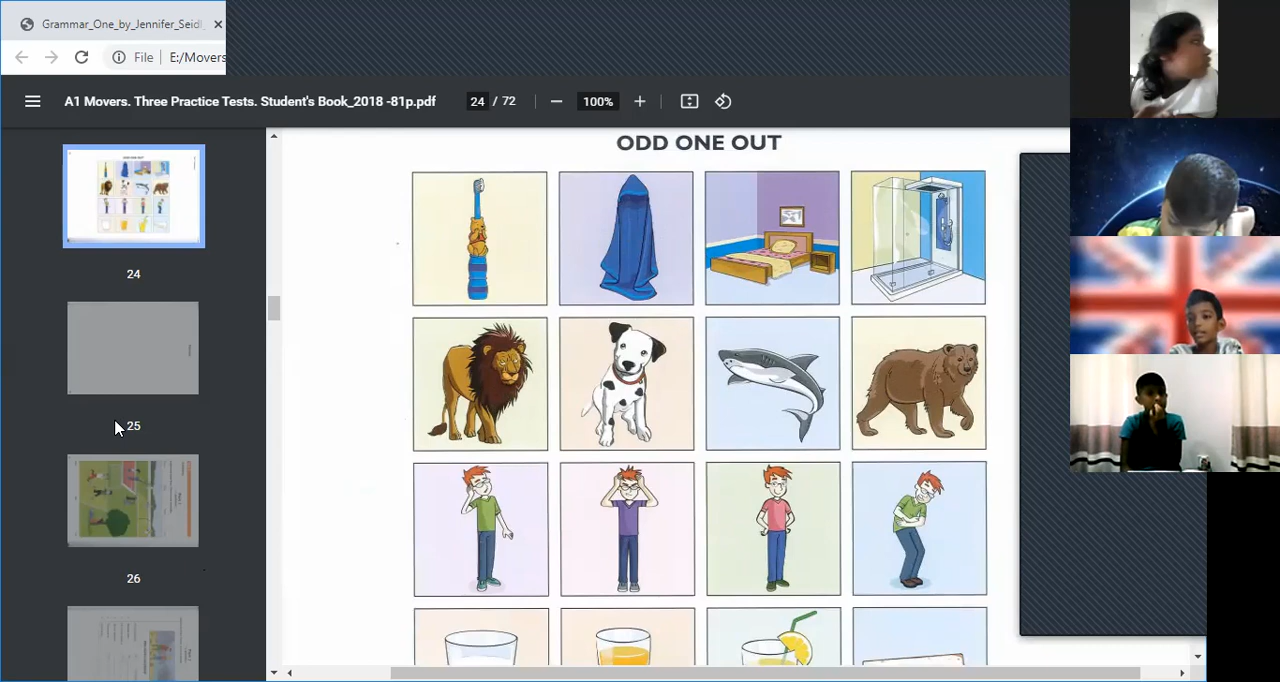 Grammar_One_by_Jennifer_Seidl_
File
E:/Movers
A1 Movers. Three Practice Tests. Student's Book_2018 -81p.pdf
24 / 72
100%
ODD ONE OUT
24
25
26